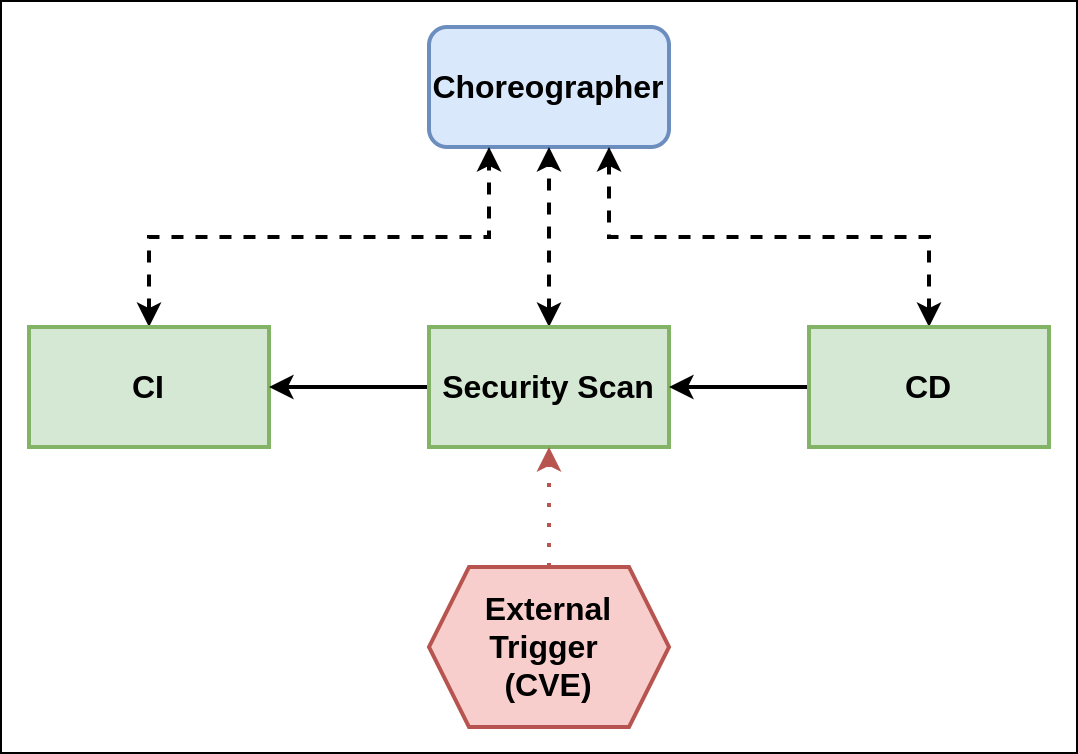 Choreographer
CI
Security Scan
CD
External
Trigger
(CVE)